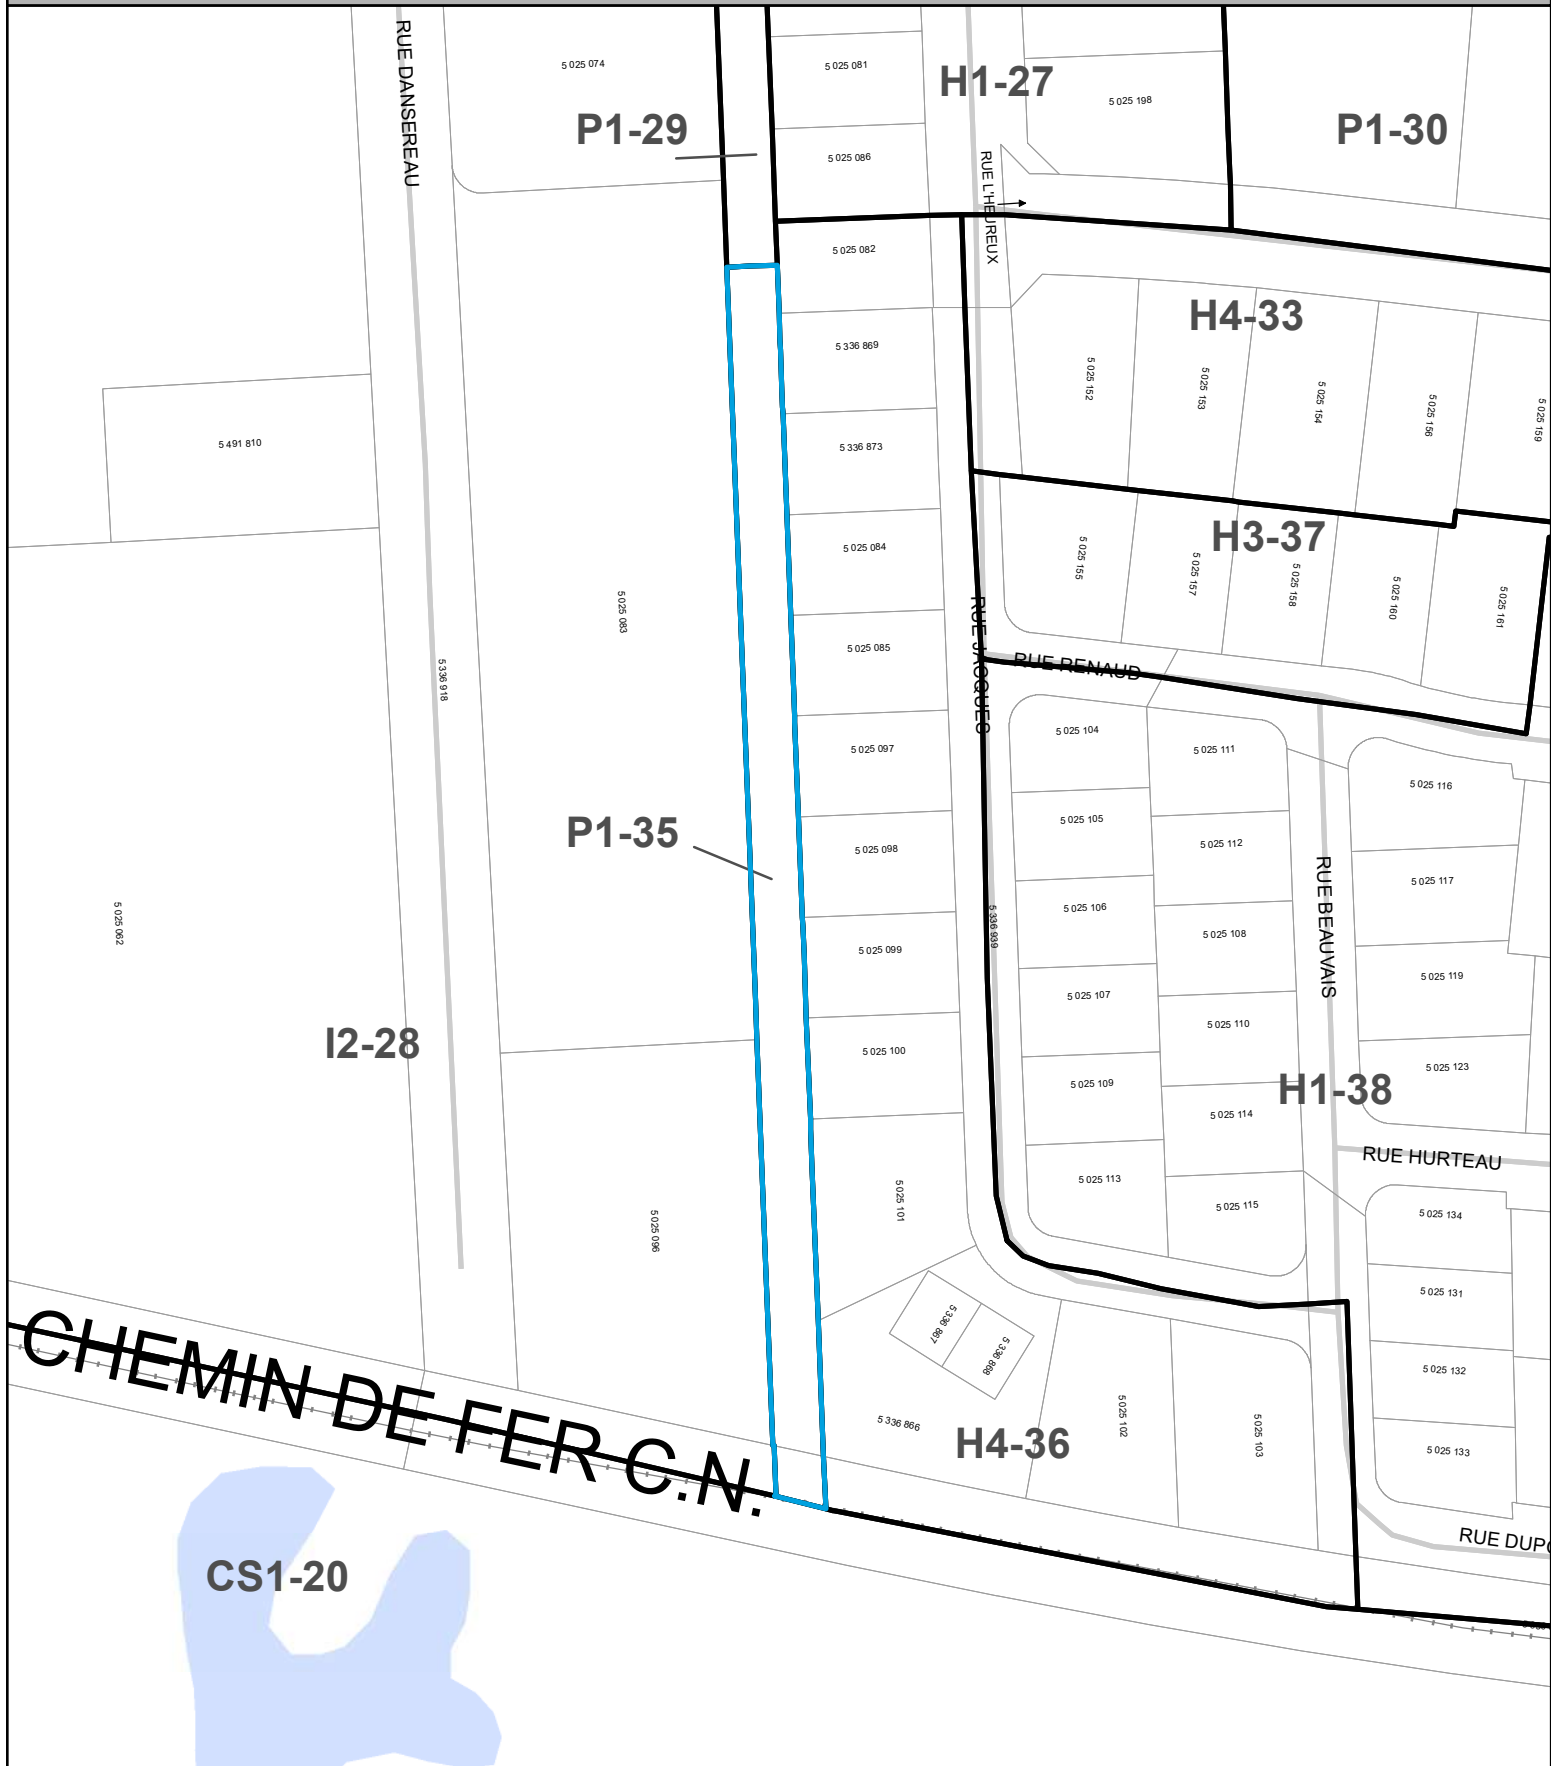 RUE DANSEREAU
5 025 074
5 025 081
H1-27
5 025 198
P1-29
P1-30
5 025 086
RUE L'HEUREUX
5 025 082
H4-33
5 336 869
5 025 152
5 025 153
5 025 154
5 025 156
5 025 159
5 491 810
5 336 873
H3-37
5 025 084
5 025 155
5 025 157
5 025 158
5 025 160
5 025 161
5 025 083
5 025 085
RUE JACQUES
RUE RENAUD
5 336 918
5 025 104
5 025 097
5 025 111
5 025 116
P1-35
5 025 105
5 025 098
5 025 112
5 025 117
RUE BEAUVAIS
5 025 062
5 025 106
5 336 939
5 025 108
5 025 099
5 025 119
5 025 107
5 025 110
I2-28
5 025 100
5 025 123
5 025 109
H1-38
5 025 114
RUE HURTEAU
5 025 113
5 025 101
5 025 115
5 025 134
5 025 096
5 025 131
5 336 867
5 336 868
CHEMIN DE FER C.N.
5 025 132
5 336 866
H4-36
5 025 102
5 025 103
5 025 133
RUE DUPO
CS1-20